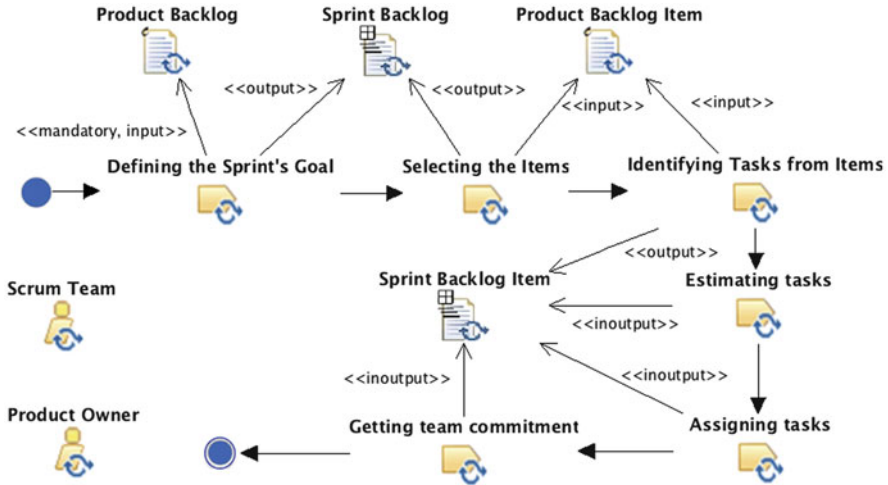 Product Backlog
Sprint Backlog
Product Backlog Item
<<output>>
<<output>>
<<input>>
<<input>>
<<mandatory, input>>
Defining the Sprint's Goal
Selecting the Items
Identifying Tasks from Items
<<output>>
Scrum Team
Sprint Backlog Item
Estimating tasks
<<inoutput>>
<<inoutput>>
<<inoutput>>
Product Owner
Getting team commitment
Assigning tasks